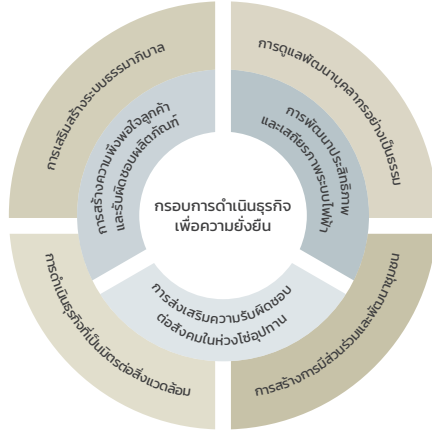 การเสริมสร้างระบบธรรมาภิบาล
การดูแลพัฒนาบุคลากรอย่างเป็นธรรม
การสร้างความพึงพอใจลูกค้า
และรับผิดชอบผลิตภัณฑ์
การพัฒนาประสิทธิภาพ
และเสถียรภาพระบบไฟฟ้า
กรอบการดำเนินธุรกิจ
เพื่อความยั่งยืน
การส่งเสริมความรับผิดชอบ
ต่อสังคมในห่วงโซ่อุปทาน
การดำเนินธุรกิจที่เป็นมิตรต่อสิ่งแวดล้อม
การสร้างการมีส่วนร่วมและพัฒนาชุมชน